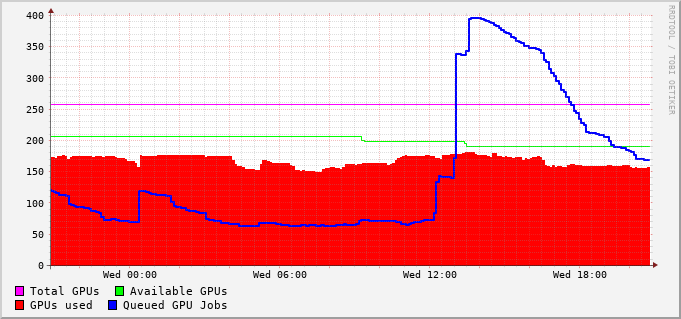 400
350
300
250
200
150
100
50
0
Wed 00:00 Wed 06:00 Wed 12:00 Wed 18:00
Total GPUs Available GPUs
GPUs used Queued GPU Jobs
RRDTOOL / TOBI OETIKER